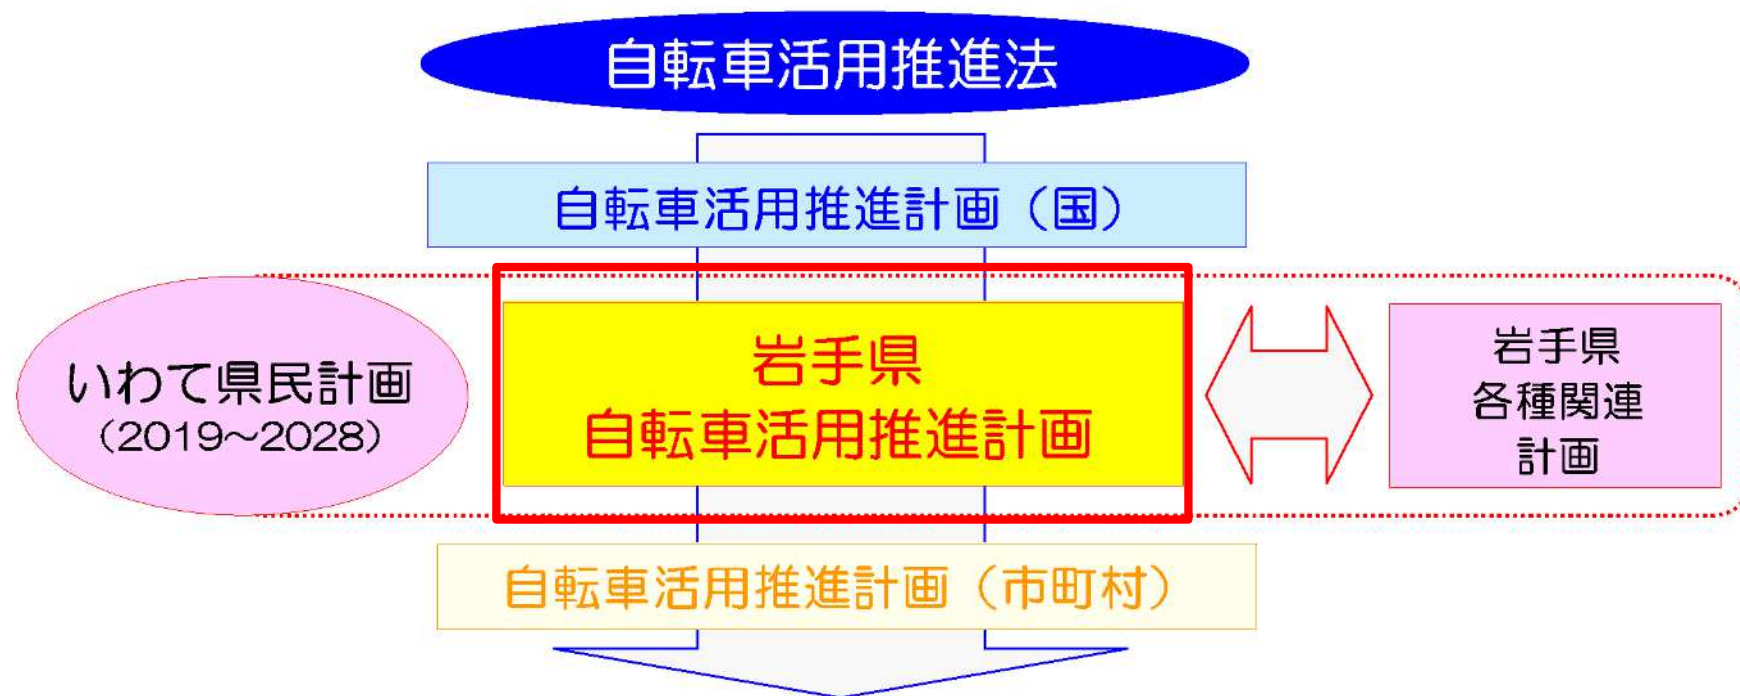 自転車活用推進法
自転車活用推進計画（国）
いわて県民計画
（2019～2028）
岩手県
自転車活用推進計画
岩手県
各種関連
計画
自転車活用推進計画（市町村）